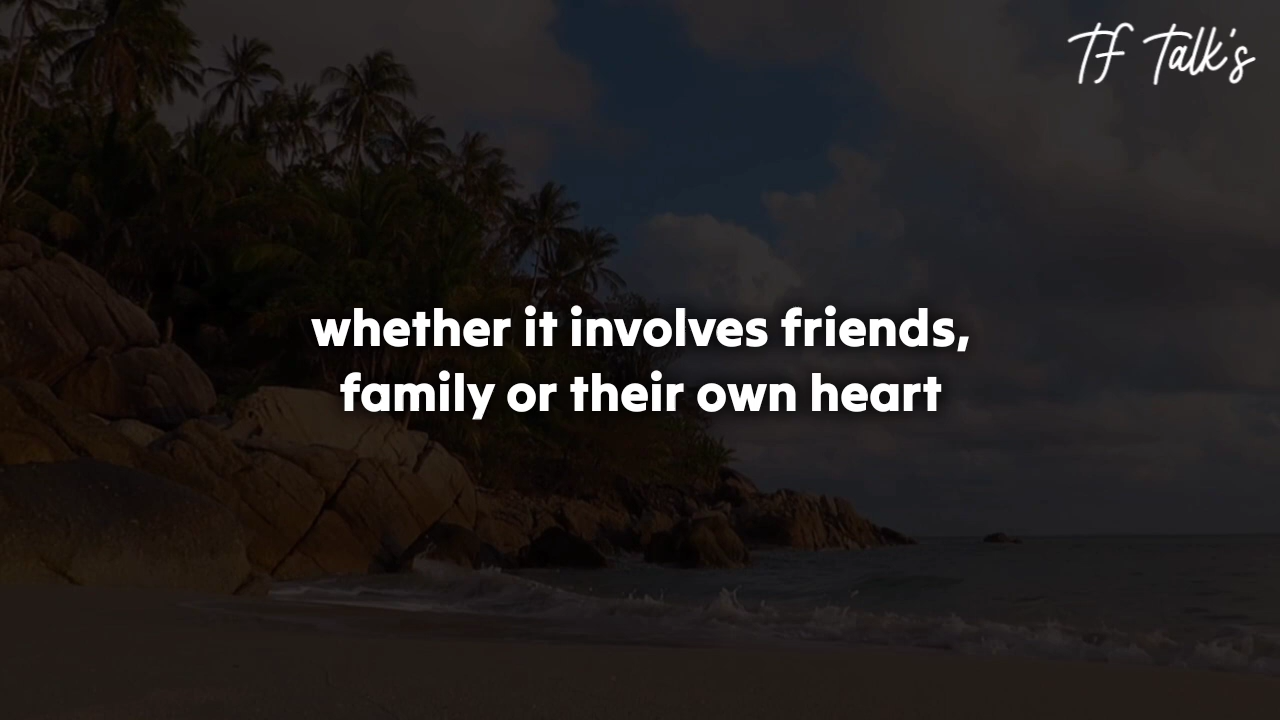 TF Talk's
whether it involves friends,
family or their own heart